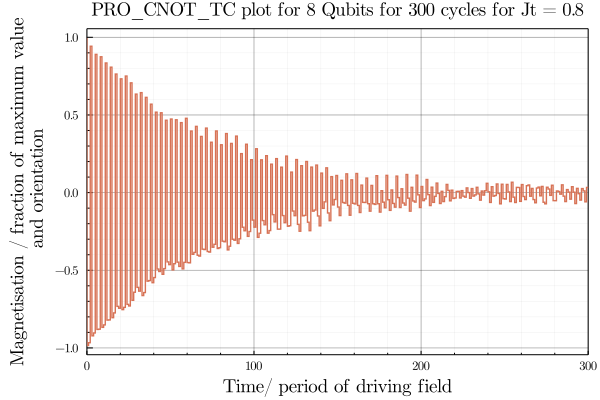 PRO_CNOT_TC plot for 8 Qubits for 300 cycles for Jt = 0.8
Magnetisation / fraction of maximum value
and orientation
1.0
0.5
0.0
−0.5
−1.0
0 100 200 300
Time/ period of driving field